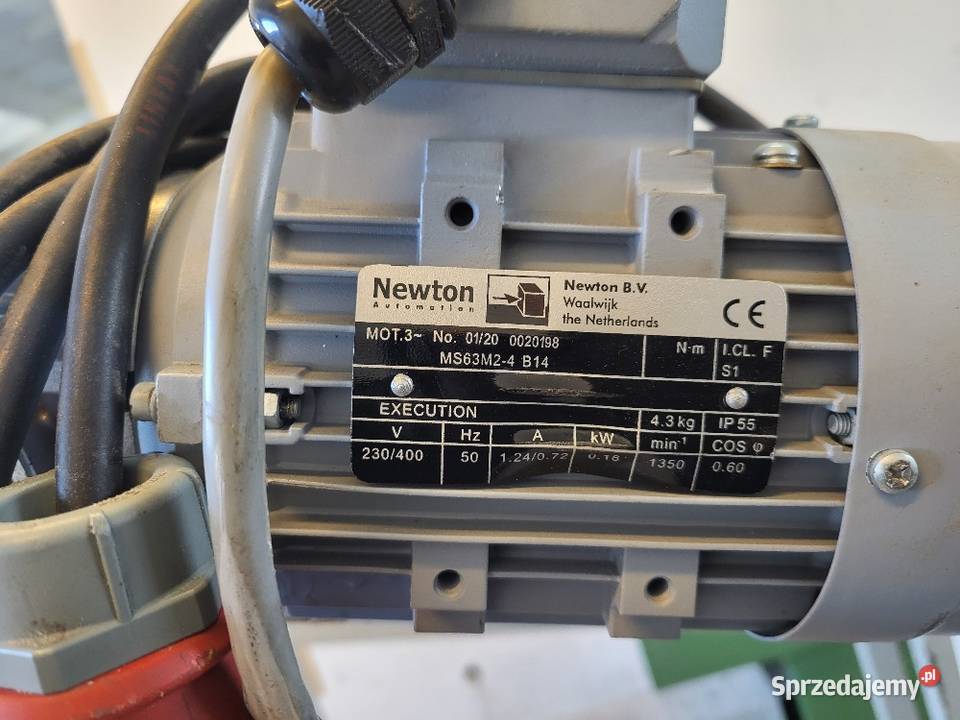 Newton
Automation
Newton B.V.
Waalwijk
the Netherlands
CE
MOT.3~ No. 01/20 0020198
MS63M2-4 B14
N·m
I.CL. F
S1
EXECUTION
4.3 kg
IP 55
V
Hz
A
kW
min⁻¹
COS φ
230/400
50
1.24/0.72
0.18
1350
0.60
Sprzedajemy.pl